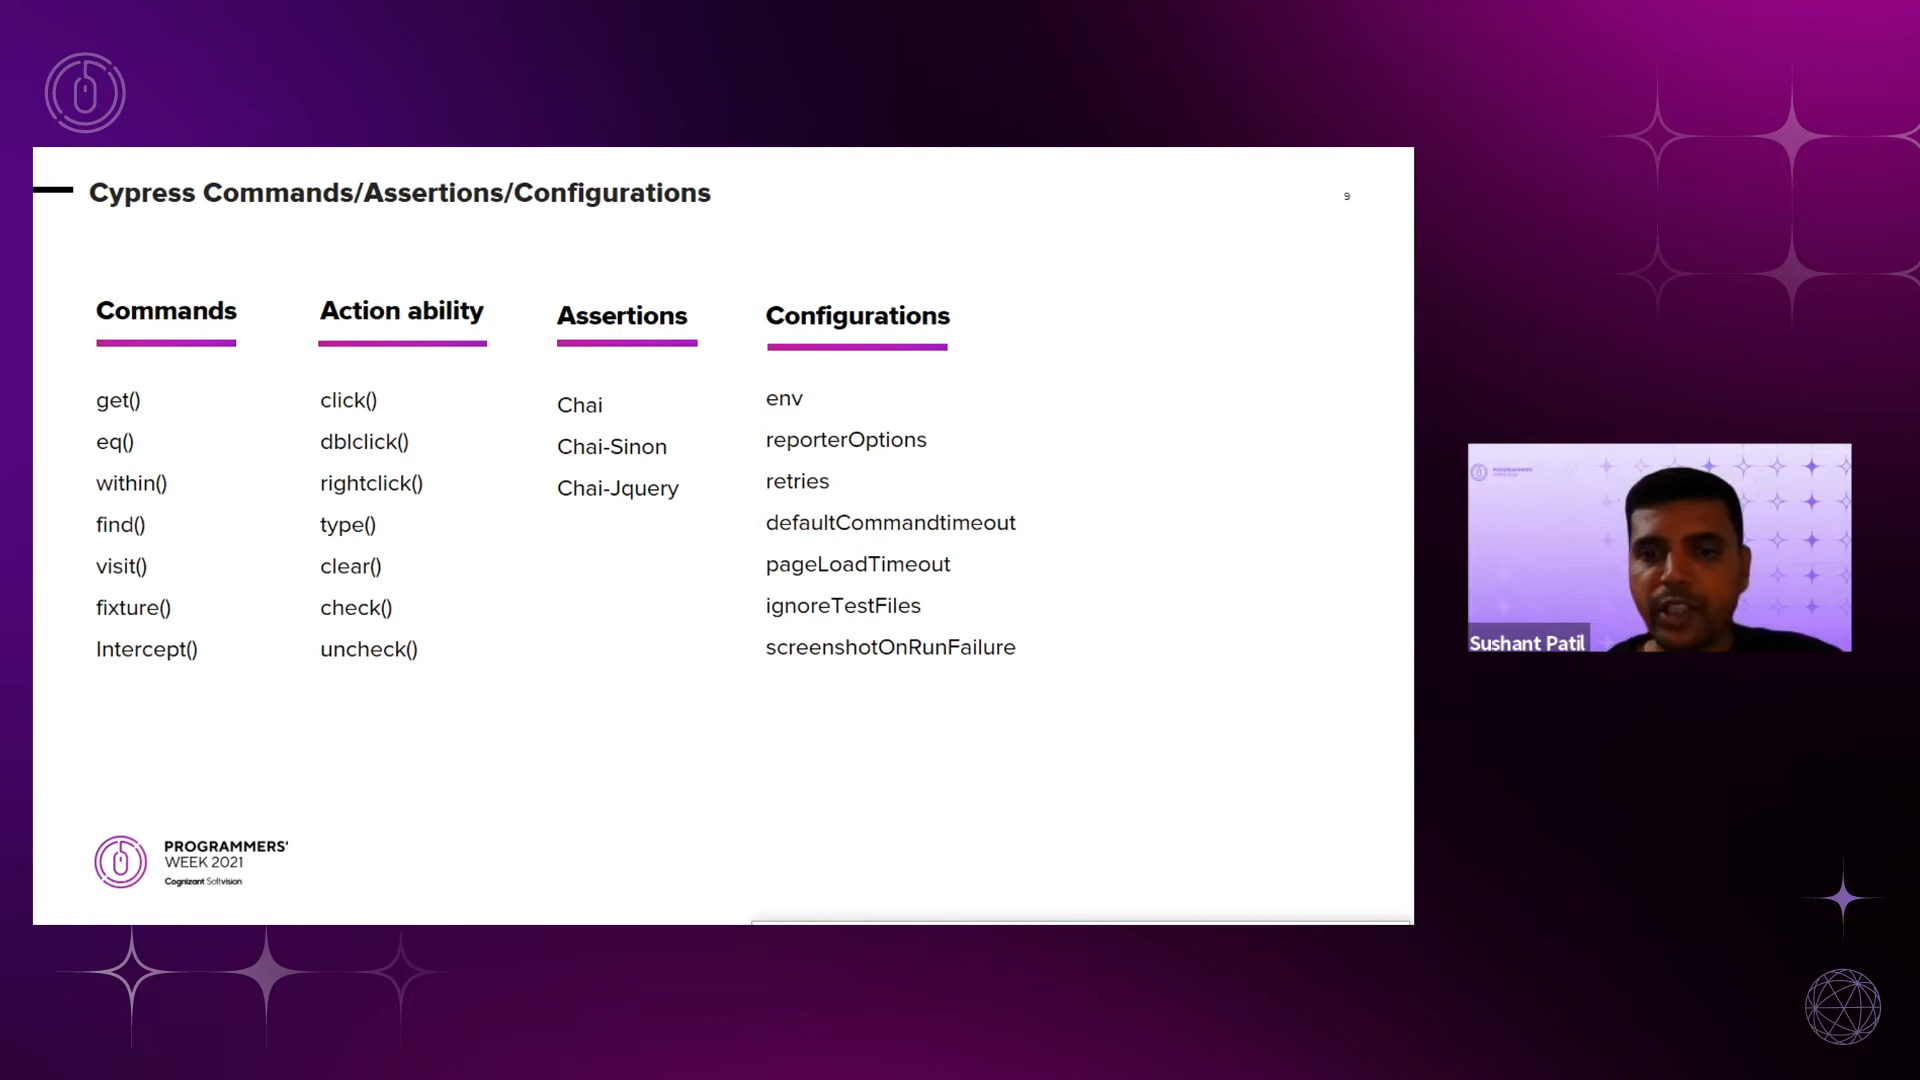 Cypress Commands/Assertions/Configurations
9
Commands
get()
eq()
within()
find()
visit()
fixture()
Intercept()
Action ability
click()
dblclick()
rightclick()
type()
clear()
check()
uncheck()
Assertions
Chai
Chai-Sinon
Chai-Jquery
Configurations
env
reporterOptions
retries
defaultCommandtimeout
pageLoadTimeout
ignoreTestFiles
screenshotOnRunFailure
PROGRAMMERS'
WEEK 2021
Cognizant Softvision
Sushant Patil